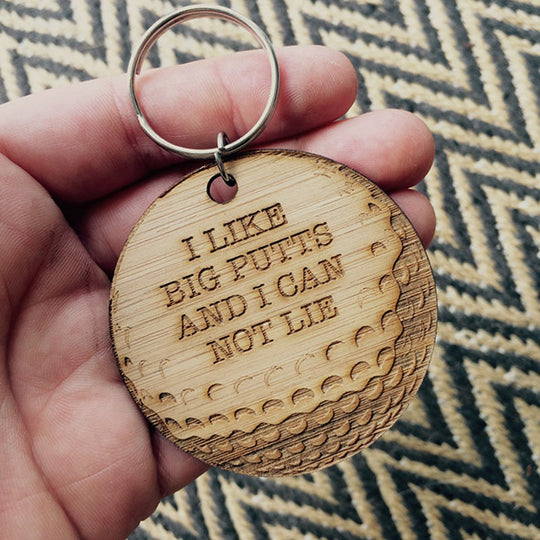 I LIKE
BIG PUTTS
AND I CAN
NOT LIE